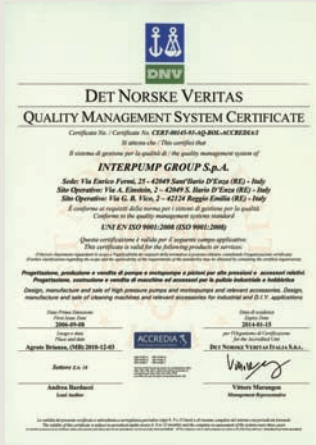 DNV
DET NORSKE VERITAS
QUALITY MANAGEMENT SYSTEM CERTIFICATE
Certificato No. / Certificate No. CERT-00145-93-AQ-BOL-ACCREDIA/I
Si attesta che / This certifies that
Il sistema di gestione per la qualità di / the quality management system of
INTERPUMP GROUP S.p.A.
Sede: Via Enrico Fermi, 25 - 42049 Sant'Ilario D'Enza (RE) - Italy
Sito Operativo: Via A. Einstein, 2 - 42049 S. Ilario D'Enza (RE) - Italy
Sito Operativo: Via G. B. Vico, 2 - 42124 Reggio Emilia (RE) - Italy
È conforme ai requisiti della norma per i sistemi di gestione per la qualità
Conforms to the quality management systems standard
UNI EN ISO 9001:2008 (ISO 9001:2008)
Questa certificazione è valida per il seguente campo applicativo:
This certificate is valid for the following products or services:
Progettazione, produzione e vendita di pompe e motopompe a pistoni per alte pressioni e accessori relativi.
Progettazione, costruzione e vendita di macchine ed accessori per la pulizia industriale e hobbistica
Design, manufacture and sale of high pressure pumps and motopumps and relevant accessories. Design,
manufacture and sale of cleaning machines and relevant accessories for industrial and D.I.Y. applications
Data Prima Emissione
First Issue Date
2006-09-08
Data di scadenza
Expiry Date
2014-01-15
Luogo e data
Place and date
Agrate Brianza, (MB) 2010-12-03
ACCREDIA
per l'Organismo di Certificazione
for the Accredited Unit
DET NORSKE VERITAS ITALIA S.R.L.
Settore EA: 18
Andrea Barducci
Lead Auditor
Vittore Marangon
Management Representative